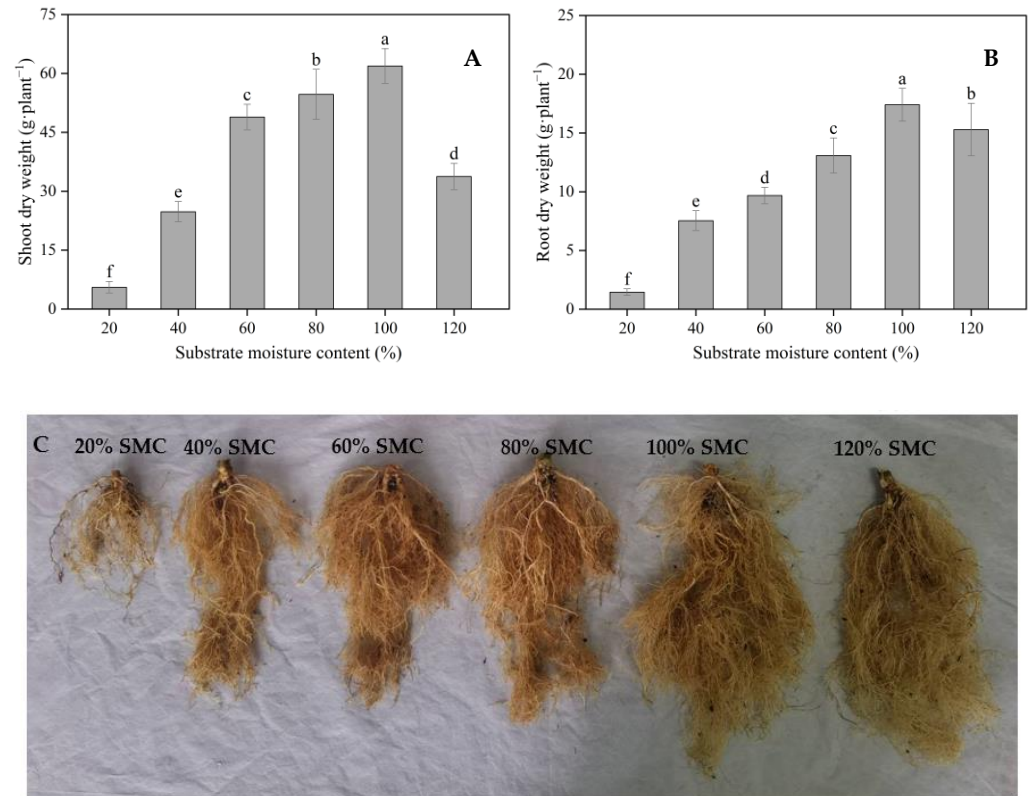 75
60
45
30
15
0
Shoot dry weight (g·plant⁻¹)
A
f
e
c
b
a
d
20 40 60 80 100 120
Substrate moisture content (%)
25
20
15
10
5
0
Root dry weight (g·plant⁻¹)
B
f
e
d
c
a
b
20 40 60 80 100 120
Substrate moisture content (%)
C 20% SMC 40% SMC 60% SMC 80% SMC 100% SMC 120% SMC